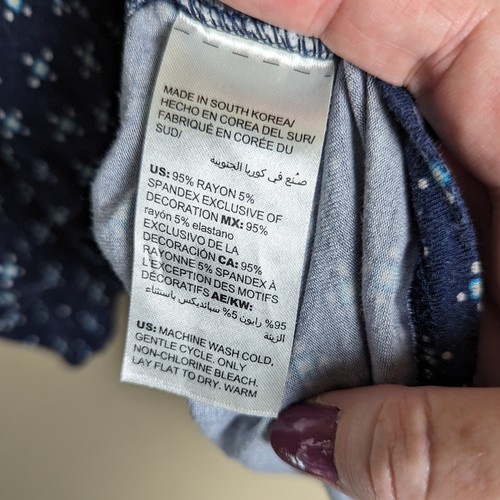 MADE IN SOUTH KOREA/
HECHO EN COREA DEL SUR/
FABRIQUÉ EN CORÉE DU
SUD/
صنع في كوريا الجنوبية
US: 95% RAYON 5%
SPANDEX EXCLUSIVE OF
DECORATION MX: 95%
rayón 5% elastano
EXCLUSIVO DE LA
DECORACIÓN CA: 95%
RAYONNE 5% SPANDEX À
L'EXCEPTION DES MOTIFS
DÉCORATIFS AE/KW:
95% رايون 5% سبانديكس باستثناء
الزينة
US: MACHINE WASH COLD,
GENTLE CYCLE. ONLY
NON-CHLORINE BLEACH.
LAY FLAT TO DRY. WARM